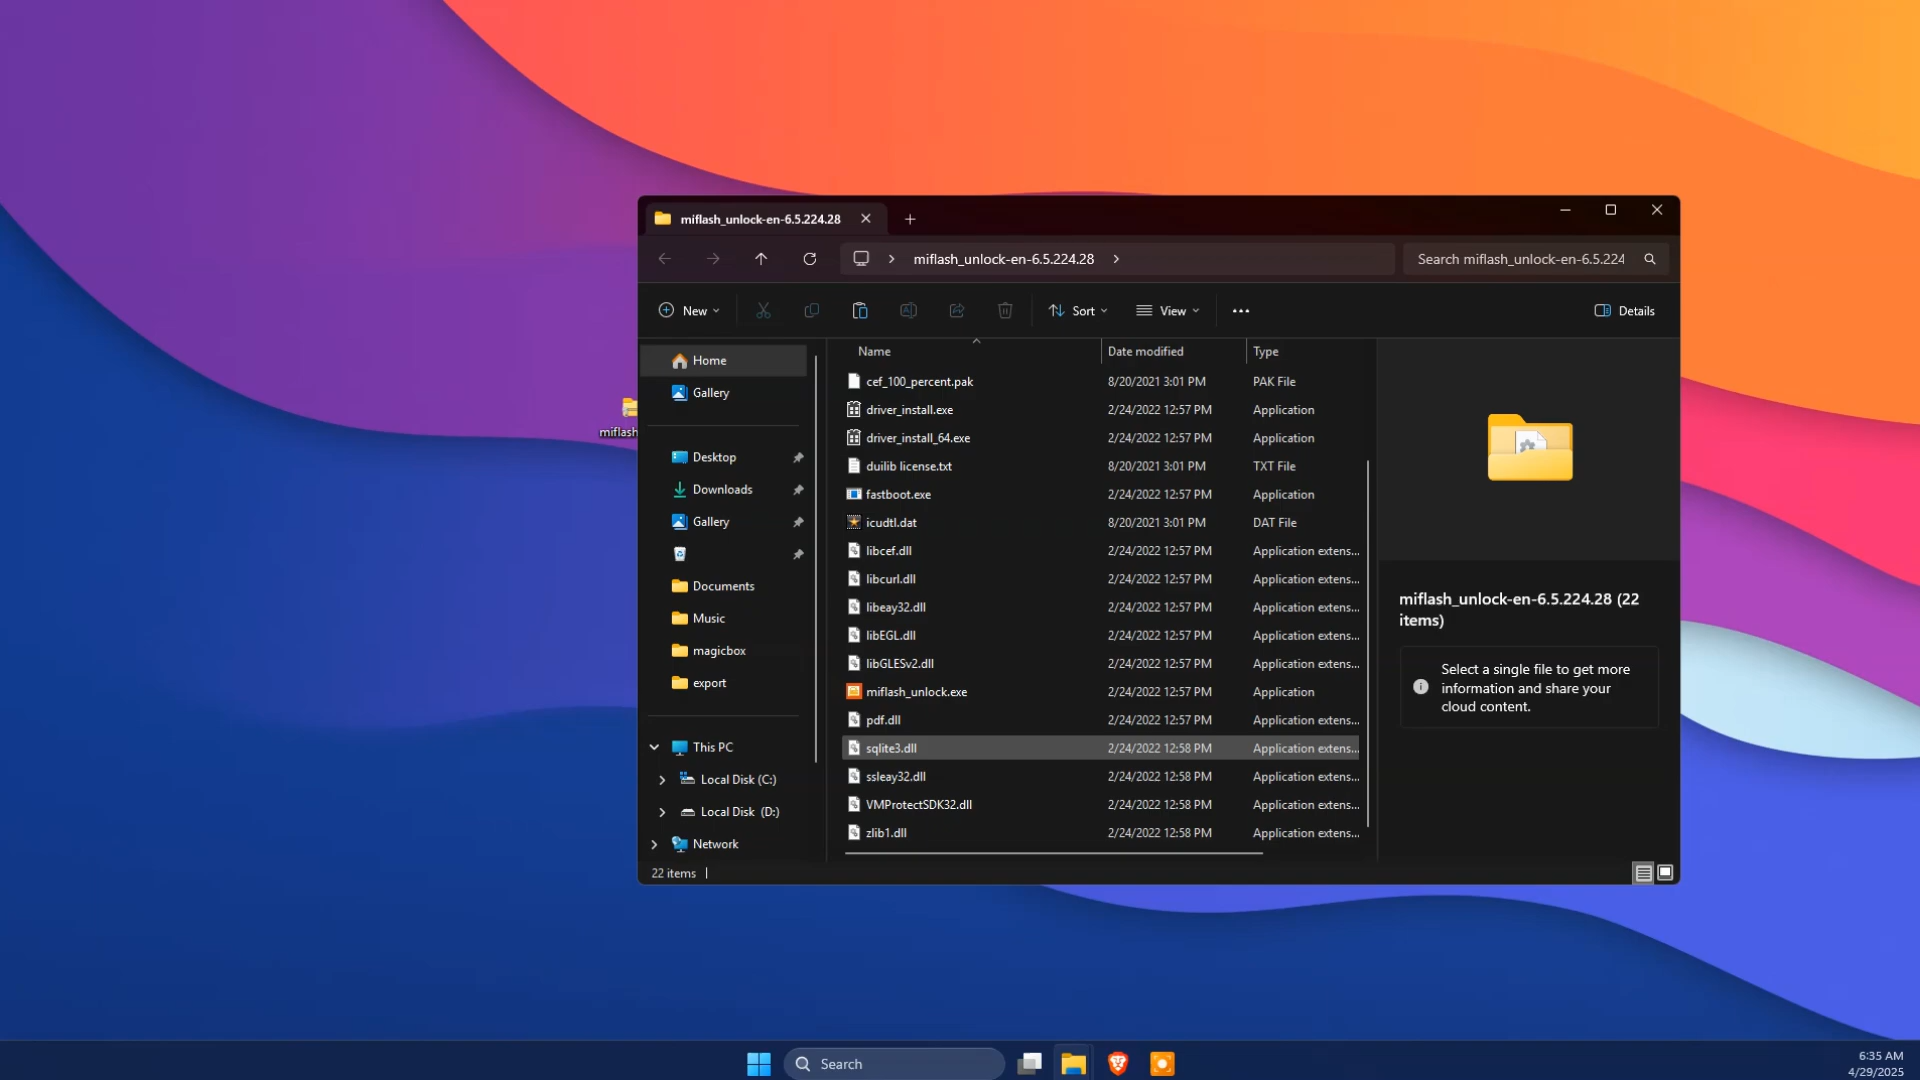 miflash_unlock-en-6.5.224.28
miflash_unlock-en-6.5.224.28
Search miflash_unlock-en-6.5.224
New
Sort
View
Details
Home
Gallery
Desktop
Downloads
Gallery
Documents
Music
magicbox
export
This PC
Local Disk (C:)
Local Disk (D:)
Network
miflash
Name Date modified Type
cef_100_percent.pak 8/20/2021 3:01 PM PAK File
driver_install.exe 2/24/2022 12:57 PM Application
driver_install_64.exe 2/24/2022 12:57 PM Application
duilib license.txt 8/20/2021 3:01 PM TXT File
fastboot.exe 2/24/2022 12:57 PM Application
icudtl.dat 8/20/2021 3:01 PM DAT File
libcef.dll 2/24/2022 12:57 PM Application extens...
libcurl.dll 2/24/2022 12:57 PM Application extens...
libeay32.dll 2/24/2022 12:57 PM Application extens...
libEGL.dll 2/24/2022 12:57 PM Application extens...
libGLESv2.dll 2/24/2022 12:57 PM Application extens...
miflash_unlock.exe 2/24/2022 12:57 PM Application
pdf.dll 2/24/2022 12:57 PM Application extens...
sqlite3.dll 2/24/2022 12:58 PM Application extens...
ssleay32.dll 2/24/2022 12:58 PM Application extens...
VMProtectSDK32.dll 2/24/2022 12:58 PM Application extens...
zlib1.dll 2/24/2022 12:58 PM Application extens...
miflash_unlock-en-6.5.224.28 (22
items)
Select a single file to get more
information and share your
cloud content.
22 items
Search
6:35 AM
4/29/2025